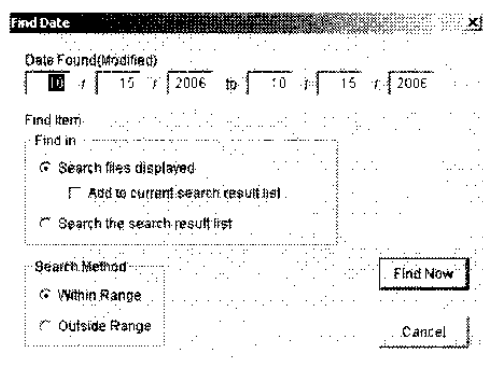 Find Date
Date Found(Modified)
10 / 15 / 2006 to 10 / 15 / 2006
Find Item
Find in
Search files displayed
Add to current search result list
Search the search result list
Search Method
Within Range
Outside Range
Find Now
Cancel